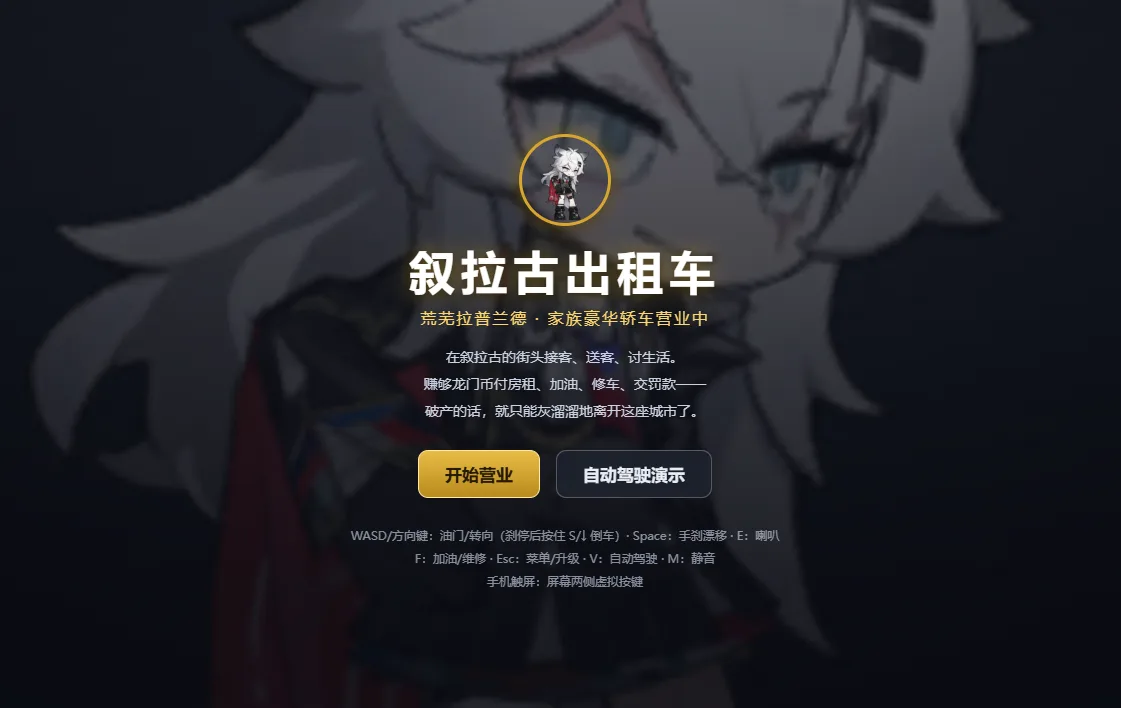 叙拉古出租车
荒芜拉普兰德 · 家族豪华轿车营业中
在叙拉古的街头接客、送客、讨生活。
赚够龙门币付房租、加油、修车、交罚款——
破产的话，就只能灰溜溜地离开这座城市了。
开始营业 自动驾驶演示
WASD/方向键：油门/转向（刹停后按住 S/↓ 倒车）· Space：手刹漂移 · E：喇叭
F：加油/维修 · Esc：菜单/升级 · V：自动驾驶 · M：静音
手机触屏：屏幕两侧虚拟按键